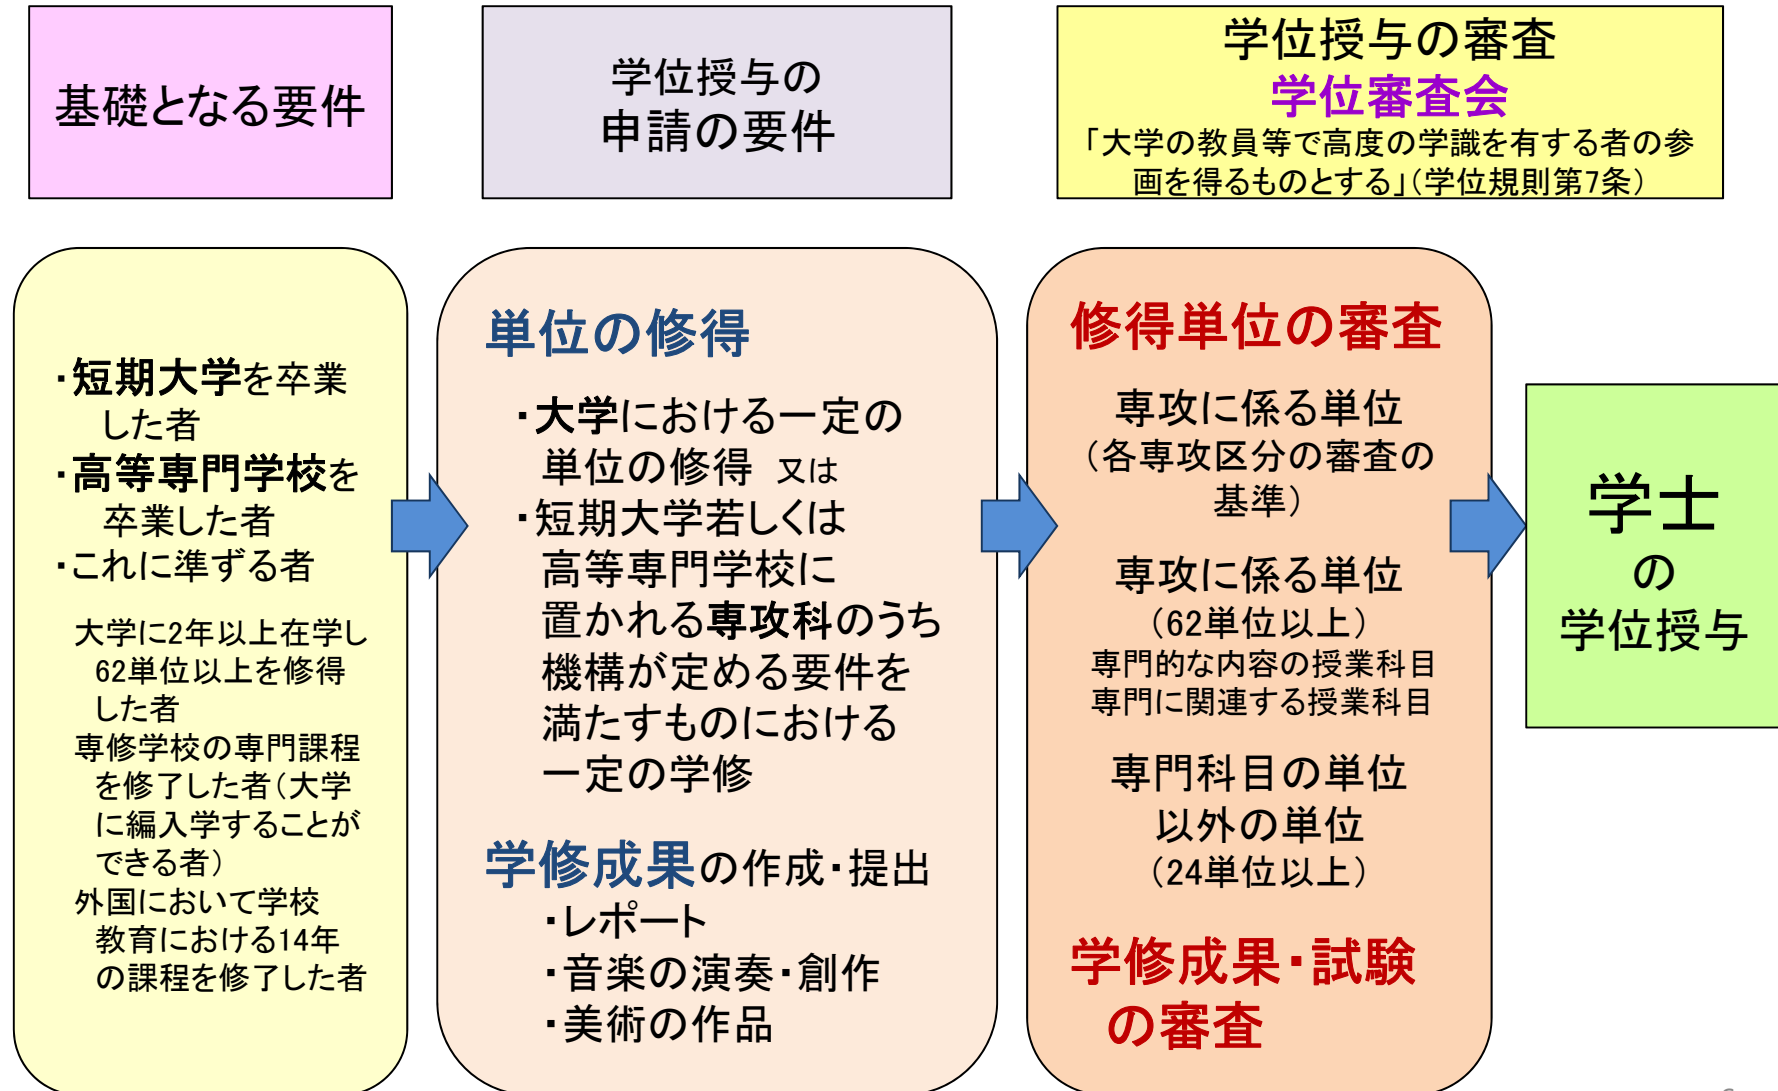 基礎となる要件
学位授与の
申請の要件
学位授与の審査
学位審査会
「大学の教員等で高度の学識を有する者の参
画を得るものとする」（学位規則第7条）
・短期大学を卒業
した者
・高等専門学校を
卒業した者
・これに準ずる者
大学に2年以上在学し
62単位以上を修得
した者
専修学校の専門課程
を修了した者（大学
に編入学することが
できる者）
外国において学校
教育における14年
の課程を修了した者
単位の修得
・大学における一定の
単位の修得 又は
・短期大学若しくは
高等専門学校に
置かれる専攻科のうち
機構が定める要件を
満たすものにおける
一定の学修
学修成果の作成・提出
・レポート
・音楽の演奏・創作
・美術の作品
修得単位の審査
専攻に係る単位
（各専攻区分の審査の
基準）
専攻に係る単位
（62単位以上）
専門的な内容の授業科目
専門に関連する授業科目
専門科目の単位
以外の単位
（24単位以上）
学修成果・試験
の審査
学士
の
学位授与